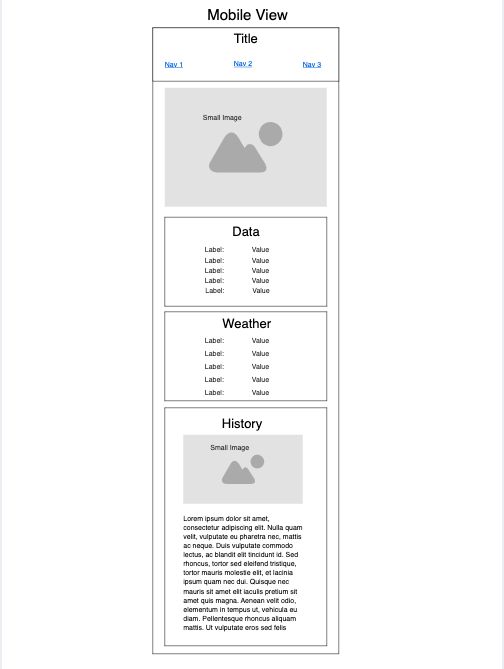 Mobile View
Title
Nav 1 Nav 2 Nav 3
Small Image
Data
Label: Value
Label: Value
Label: Value
Label: Value
Label: Value
Weather
Label: Value
Label: Value
Label: Value
Label: Value
Label: Value
History
Small Image
Lorem ipsum dolor sit amet,
consectetur adipiscing elit. Nulla quam
velit, vulputate eu pharetra nec, mattis
ac neque. Duis vulputate commodo
lectus, ac blandit elit tincidunt id. Sed
rhoncus, tortor sed eleifend tristique,
tortor mauris molestie elit, et lacinia
ipsum quam nec dui. Quisque nec
mauris sit amet elit iaculis pretium sit
amet quis magna. Aenean velit odio,
elementum in tempus ut, vehicula eu
diam. Pellentesque rhoncus aliquam
mattis. Ut vulputate eros sed felis